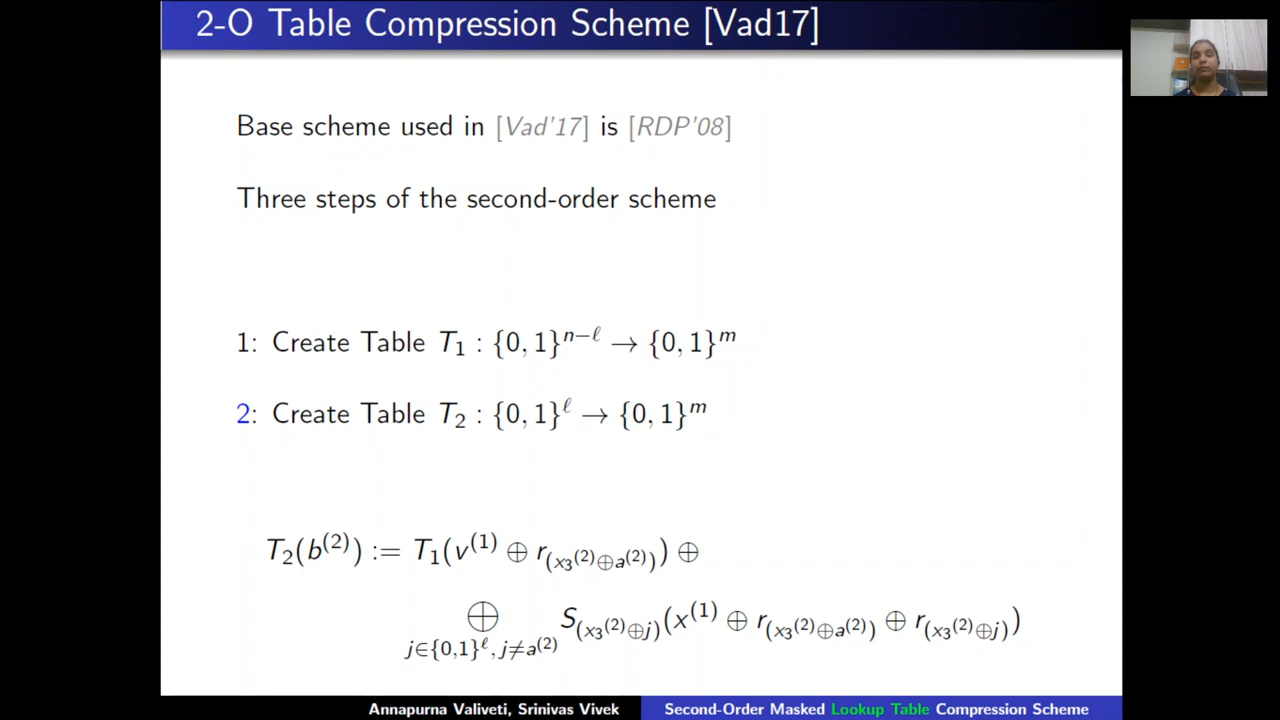 2-O Table Compression Scheme [Vad17]
Base scheme used in [Vad'17] is [RDP'08]
Three steps of the second-order scheme
1: Create Table T₁ : {0, 1}ⁿ⁻ℓ → {0, 1}ᵐ
2: Create Table T₂ : {0, 1}ℓ → {0, 1}ᵐ
T₂(b⁽²⁾) := T₁(v⁽¹⁾ ⊕ r_(x₃⁽²⁾⊕a⁽²⁾)) ⊕
⊕ S_(x₃⁽²⁾⊕j)(x⁽¹⁾ ⊕ r_(x₃⁽²⁾⊕a⁽²⁾) ⊕ r_(x₃⁽²⁾⊕j))
j∈{0,1}ℓ, j≠a⁽²⁾
Annapurna Valiveti, Srinivas Vivek Second-Order Masked Lookup Table Compression Scheme